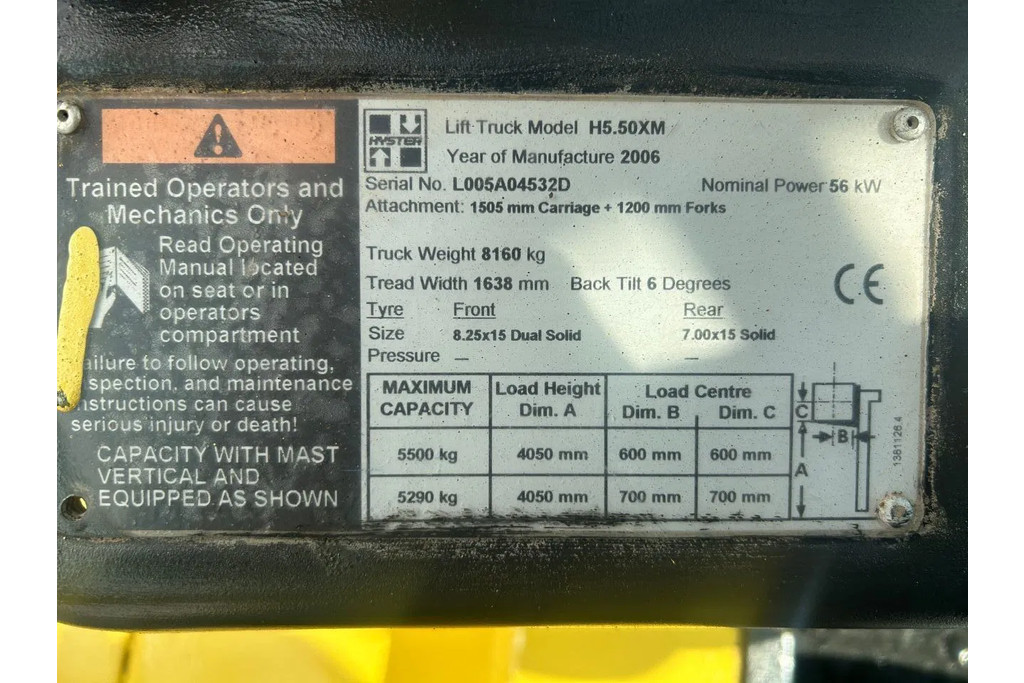 Trained Operators and
Mechanics Only
Read Operating
Manual located
on seat or in
operators
compartment
ailure to follow operating,
spection, and maintenance
nstructions can cause
serious injury or death!
CAPACITY WITH MAST
VERTICAL AND
EQUIPPED AS SHOWN
HYSTER
Lift Truck Model H5.50XM
Year of Manufacture 2006
Serial No. L005A04532D Nominal Power 56 kW
Attachment: 1505 mm Carriage + 1200 mm Forks
Truck Weight 8160 kg
Tread Width 1638 mm Back Tilt 6 Degrees
CE
Tyre Front Rear
Size 8.25x15 Dual Solid 7.00x15 Solid
Pressure — —
MAXIMUM CAPACITY Load Height Dim. A Load Centre Dim. B Dim. C
5500 kg 4050 mm 600 mm 600 mm
5290 kg 4050 mm 700 mm 700 mm
C
B
A
1381126.4